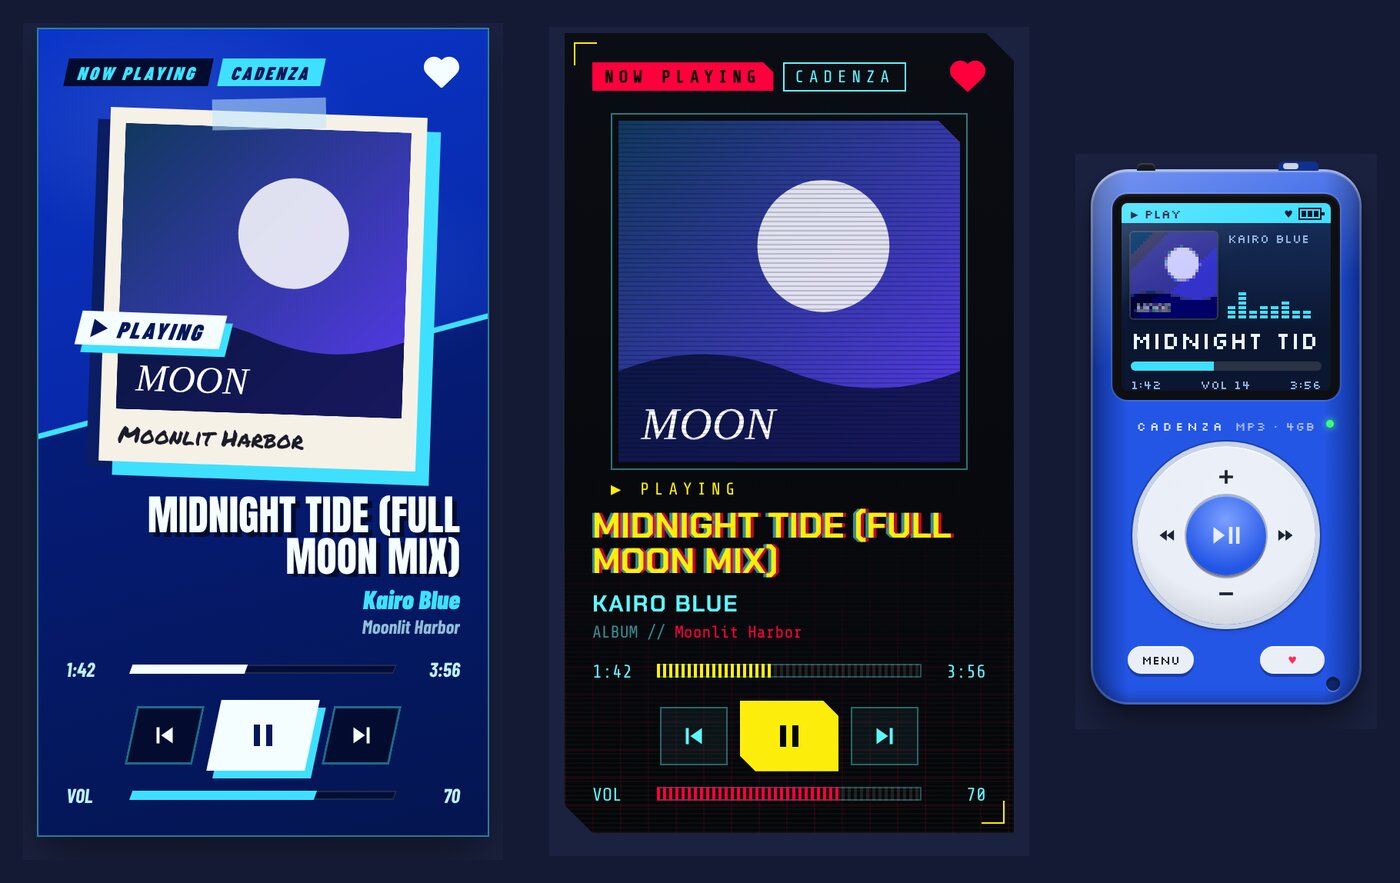 NOW PLAYING CADENZA
PLAYING
MOON
Moonlit Harbor
MIDNIGHT TIDE (FULL
MOON MIX)
Kairo Blue
Moonlit Harbor
1:42 3:56
VOL 70
NOW PLAYING CADENZA
MOON
PLAYING
MIDNIGHT TIDE (FULL
MOON MIX)
KAIRO BLUE
ALBUM // Moonlit Harbor
1:42 3:56
VOL 70
PLAY
KAIRO BLUE
MIDNIGHT TID
1:42 VOL 14 3:56
CADENZA MP3 · 4GB
MENU